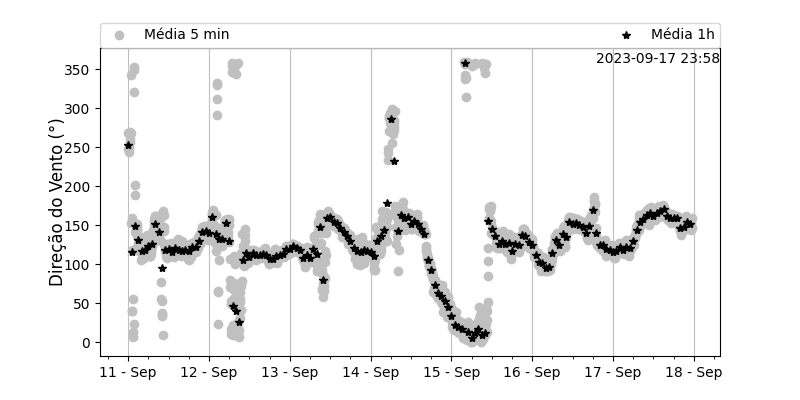 Média 5 min
Média 1h
2023-09-17 23:58
Direção do Vento (°)
350
300
250
200
150
100
50
0
11 - Sep
12 - Sep
13 - Sep
14 - Sep
15 - Sep
16 - Sep
17 - Sep
18 - Sep